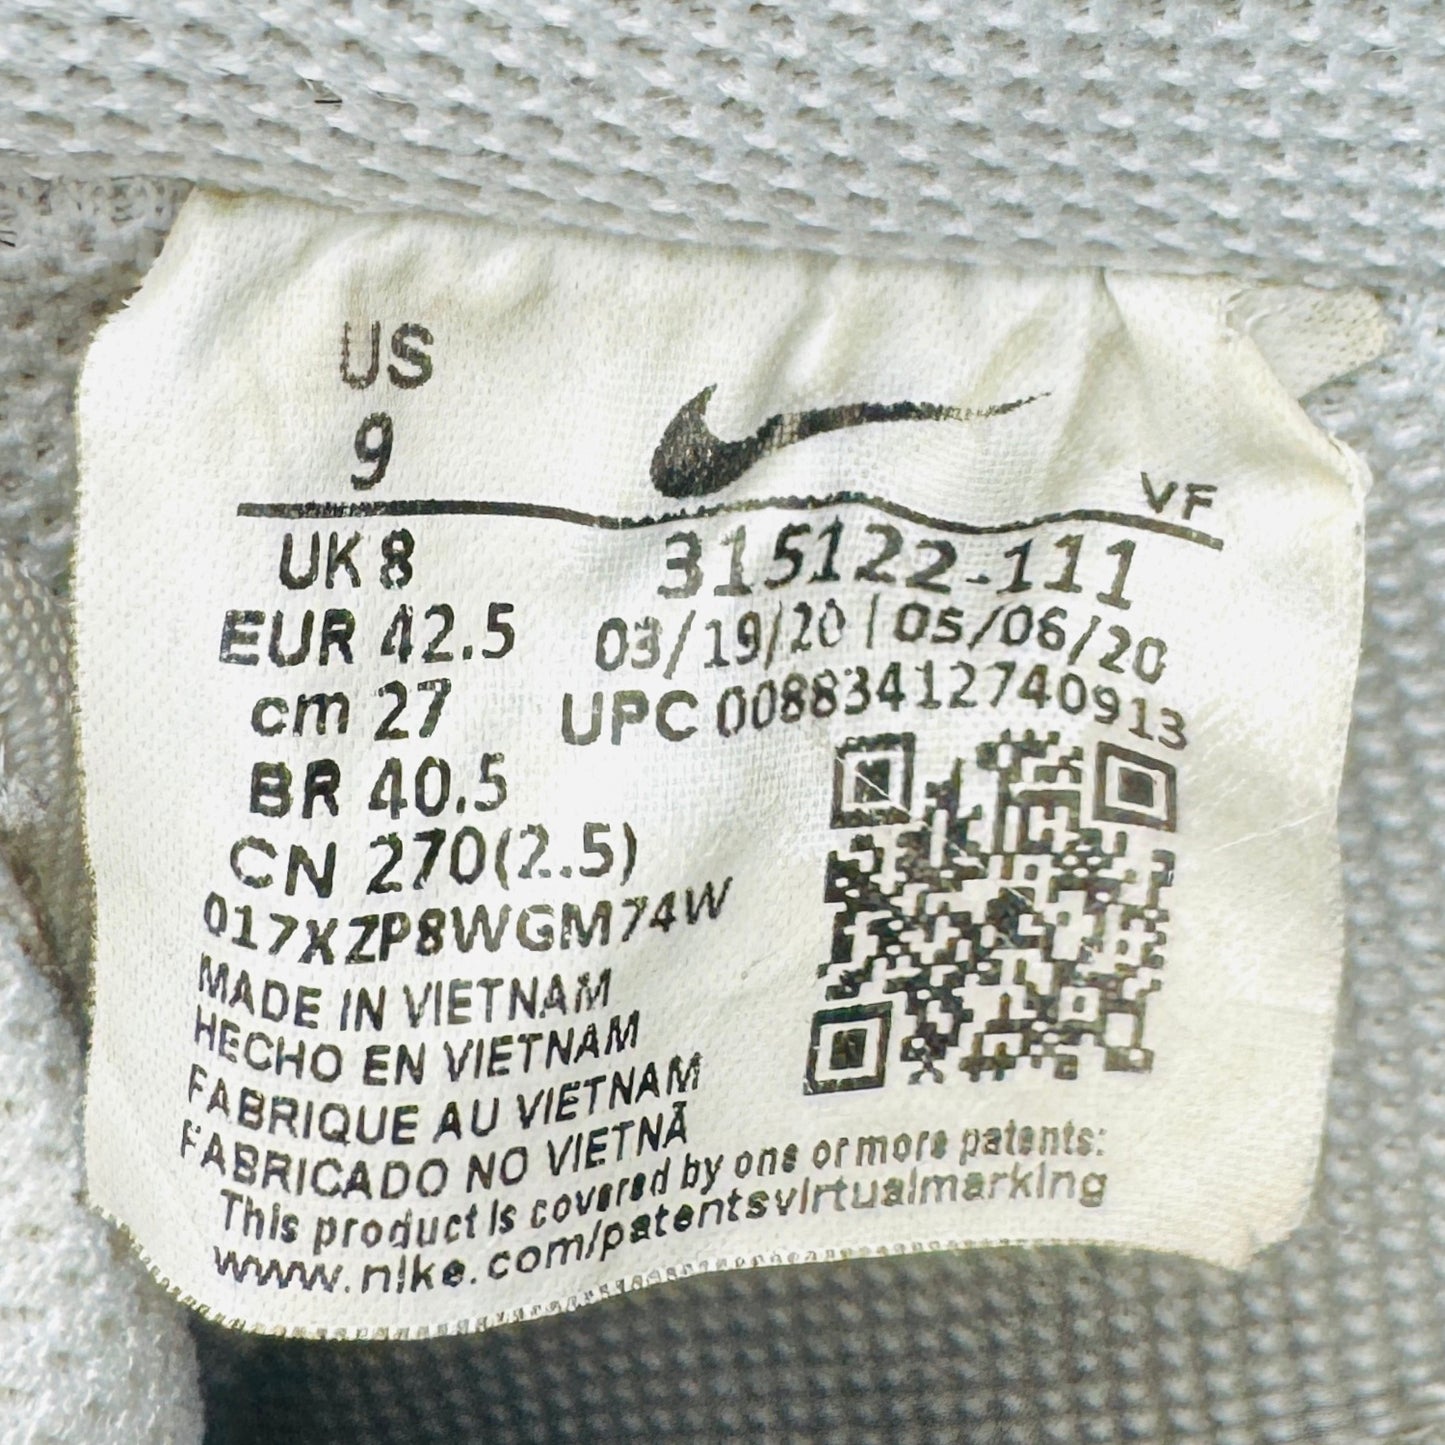 US
9
VF
UK 8
315122-111
EUR 42.5
03/19/20 | 05/06/20
cm 27
UPC 00883412740913
BR 40.5
CN 270(2.5)
017XZP8WGM74W
MADE IN VIETNAM
HECHO EN VIETNAM
FABRIQUE AU VIETNAM
FABRICADO NO VIETNÃ
This product is covered by one or more patents:
www.nike.com/patentsvirtualmarking